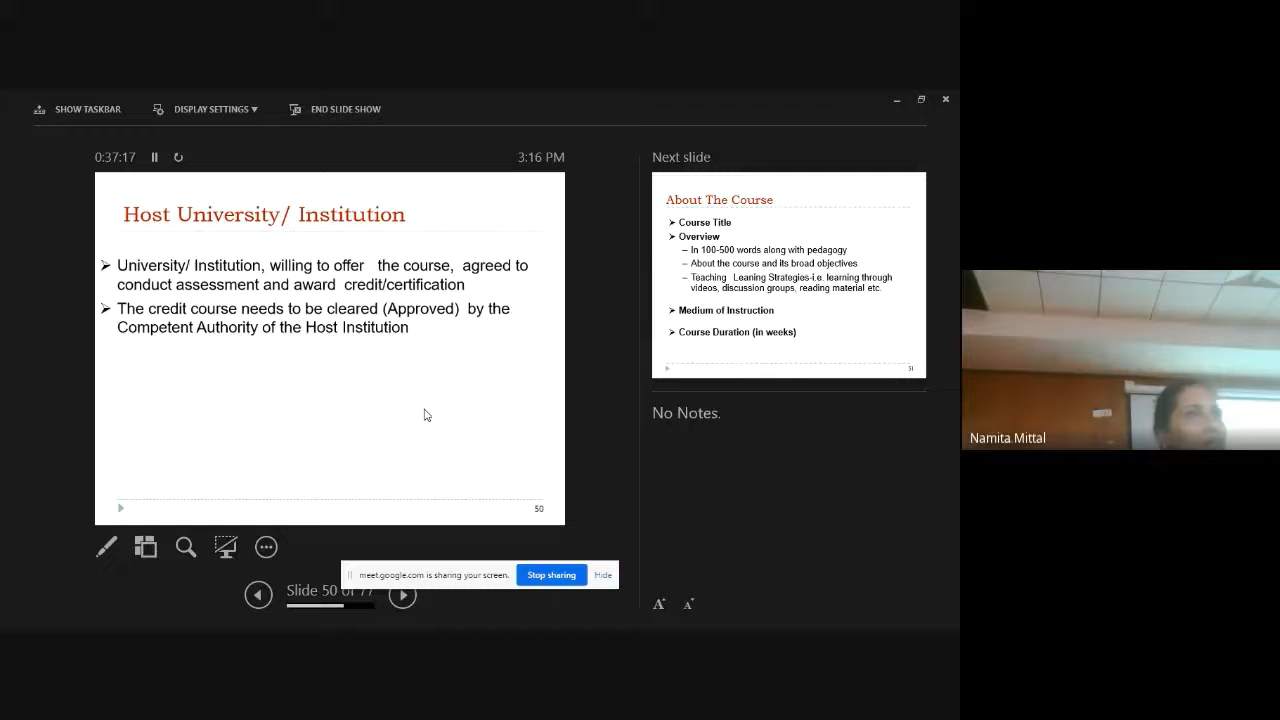 SHOW TASKBAR DISPLAY SETTINGS ▾ END SLIDE SHOW
0:37:17 3:16 PM
Host University/ Institution
➢ University/ Institution, willing to offer the course, agreed to
conduct assessment and award credit/certification
➢ The credit course needs to be cleared (Approved) by the
Competent Authority of the Host Institution
50
meet.google.com is sharing your screen. Stop sharing Hide
Slide 50 of 77
Next slide
About The Course
➢ Course Title
➢ Overview
– In 100-500 words along with pedagogy
– About the course and its broad objectives
– Teaching Leaning Strategies-i.e. learning through
videos, discussion groups, reading material etc.
➢ Medium of Instruction
➢ Course Duration (in weeks)
51
No Notes.
A A
Namita Mittal